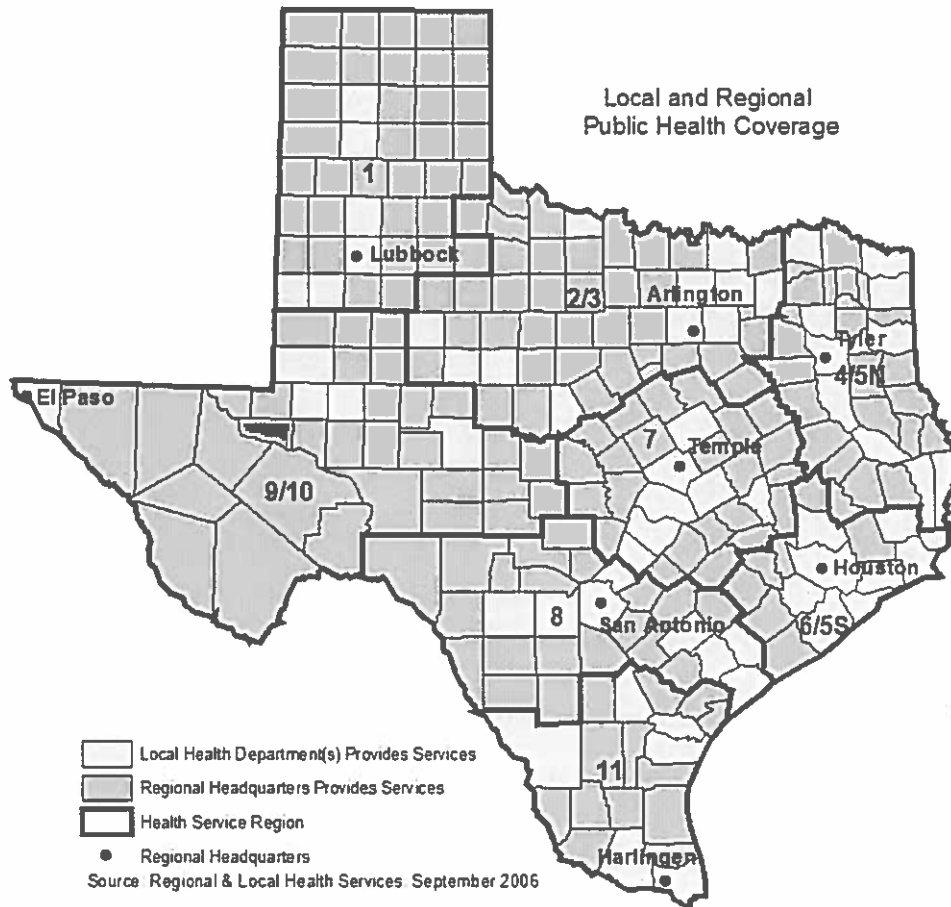 Local and Regional
Public Health Coverage
1
Lubbock
2/3
Arlington
Tyler
4/5N
El Paso
7
Temple
9/10
Houston
8
San Antonio
6/5S
11
Harlingen
Local Health Department(s) Provides Services
Regional Headquarters Provides Services
Health Service Region
Regional Headquarters
Source: Regional & Local Health Services September 2006